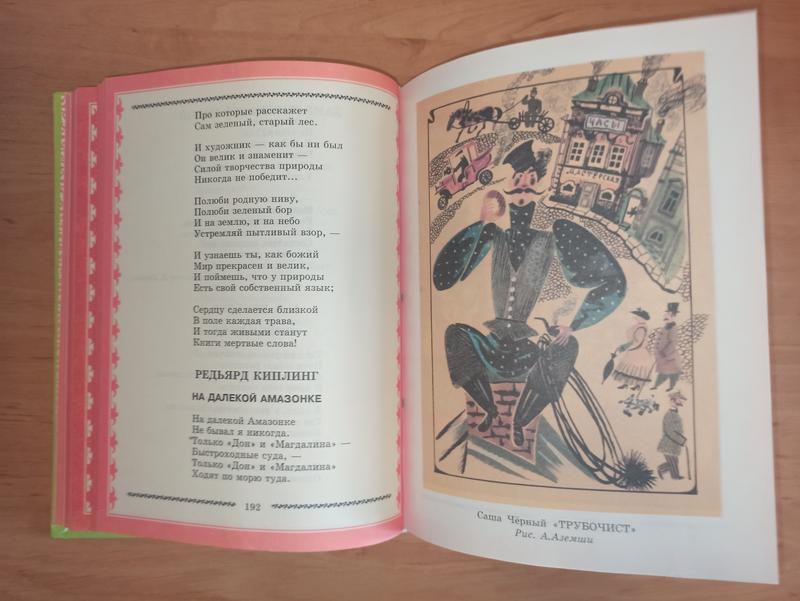 Про которые расскажет
Сам зеленый, старый лес.
И художник — как бы ни был
Он велик и знаменит —
Силой творчества природы
Никогда не победит...
Полюби родную ниву,
Полюби зеленый бор
И на землю, и на небо
Устремляй пытливый взор, —
И узнаешь ты, как божий
Мир прекрасен и велик,
И поймешь, что у природы
Есть свой собственный язык;
Сердцу сделается близкой
В поле каждая трава,
И тогда живыми станут
Книги мертвые слова!
РЕДЬЯРД КИПЛИНГ
НА ДАЛЕКОЙ АМАЗОНКЕ
На далекой Амазонке
Не бывал я никогда.
Только «Дон» и «Магдалина» —
Быстроходные суда, —
Только «Дон» и «Магдалина»
Ходят по морю туда.
192
ЧАСЫ
МАСТЕРСКАЯ
Саша Чёрный «ТРУБОЧИСТ»
Рис. А.Аземши